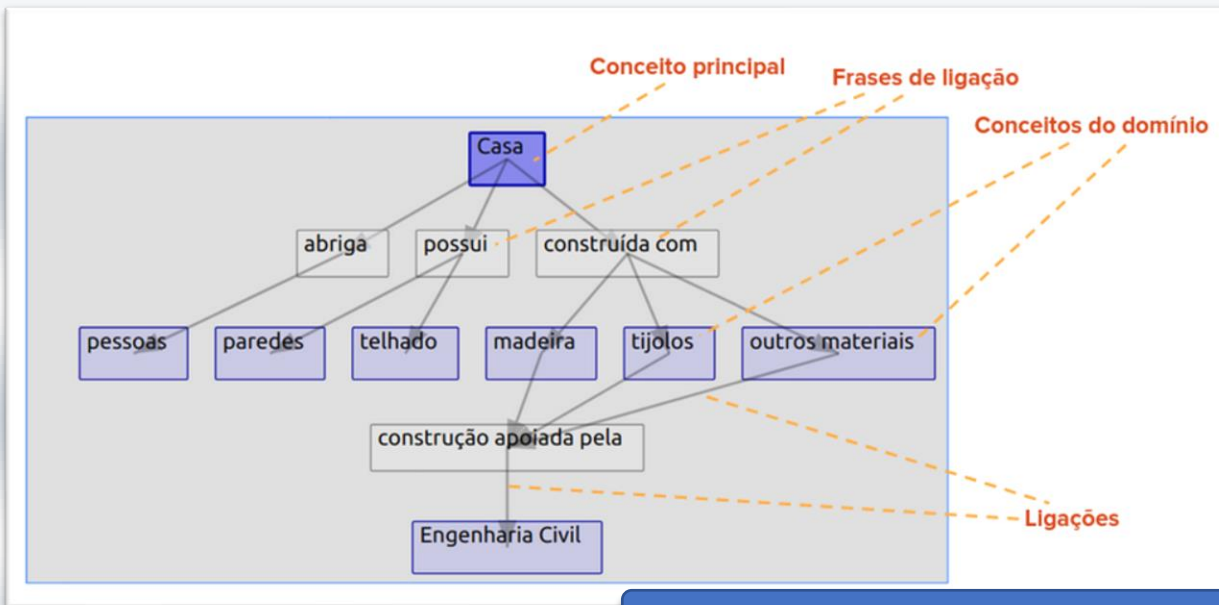 Conceito principal
Frases de ligação
Conceitos do domínio
Casa
abriga
possui
construída com
pessoas
paredes
telhado
madeira
tijolos
outros materiais
construção apoiada pela
Ligações
Engenharia Civil